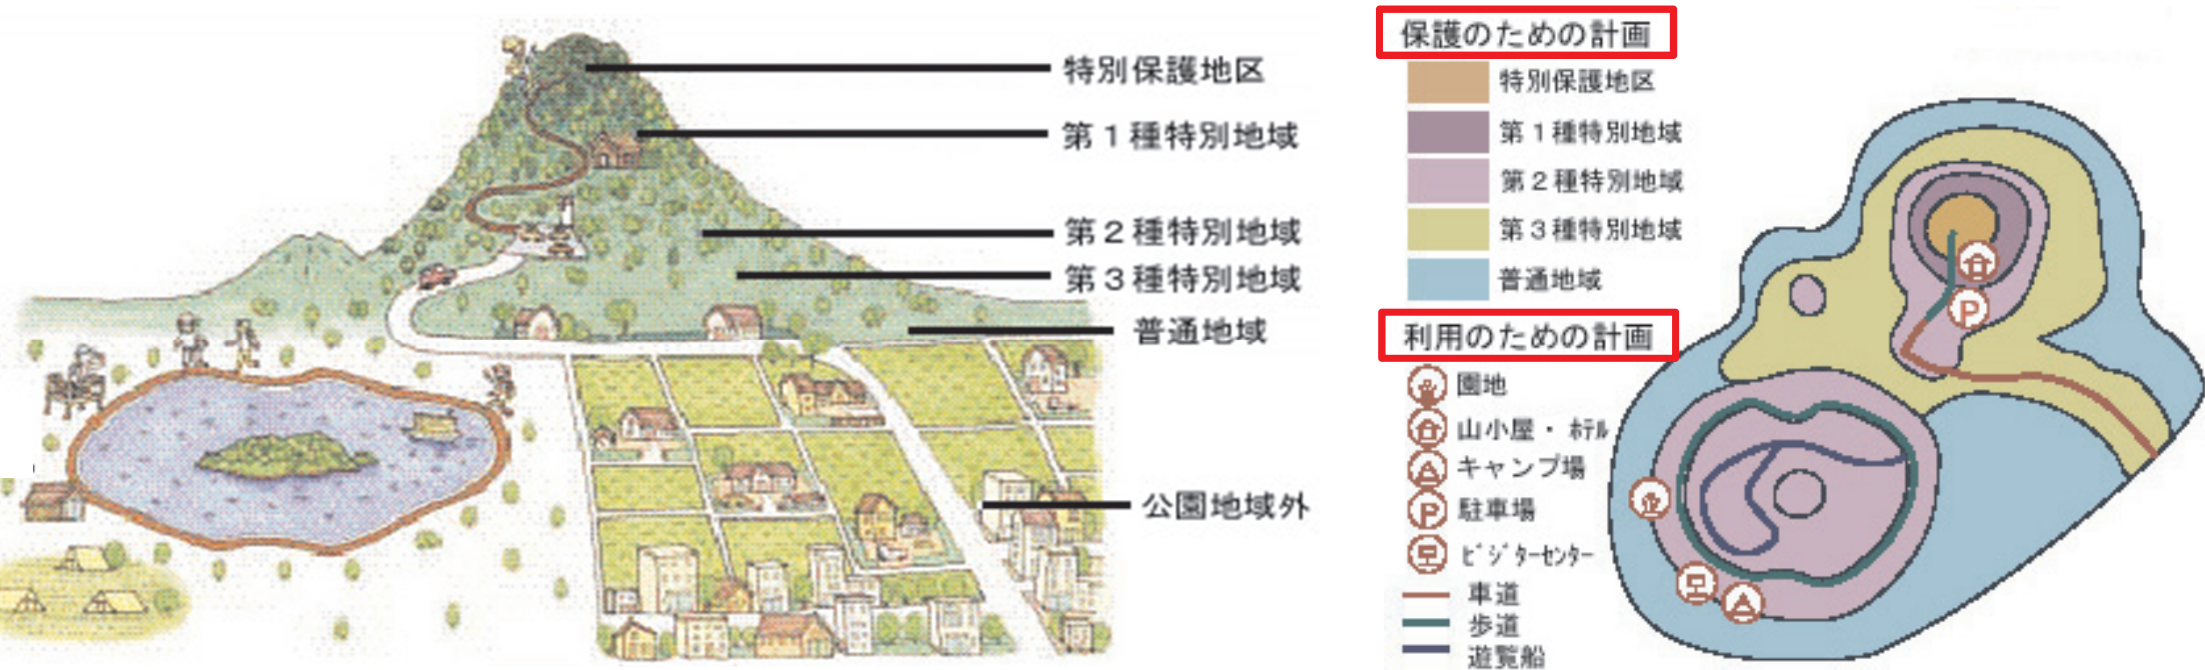 特別保護地区
第1種特別地域
第2種特別地域
第3種特別地域
普通地域
公園地域外
保護のための計画
特別保護地区
第1種特別地域
第2種特別地域
第3種特別地域
普通地域
利用のための計画
園地
山小屋・ホテル
キャンプ場
P 駐車場
ビジターセンター
車道
歩道
遊覧船
P